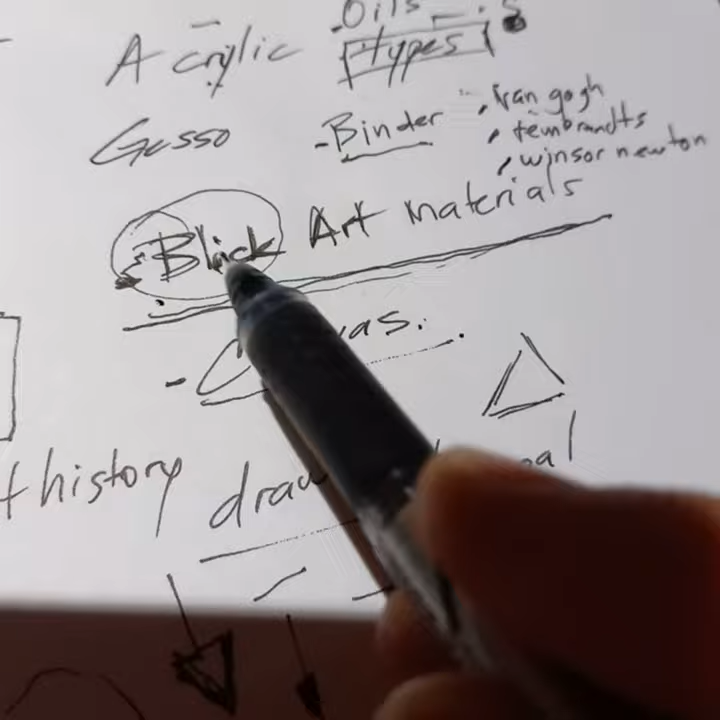 Oils
Acrylic types
Gesso - Binder
. van gogh
, rembrandts
, winsor newton
Blick Art materials
history